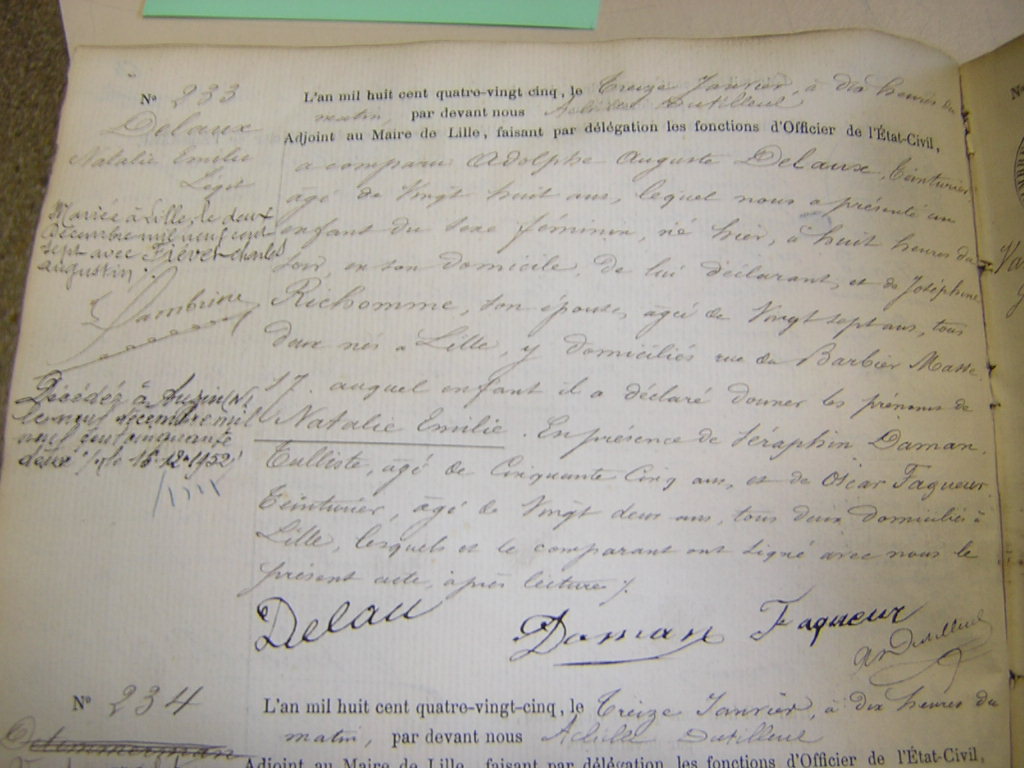 N° 233
Delaux
Natalie Emilie
Légit
Mariée à Lille, le deux
décembre mil neuf cent
sept avec Fiévet Charles
Augustin.
Décédée à Anzin (N)
le neuf décembre mil
neuf cent cinquante
deux le 15-12-1952
L'an mil huit cent quatre-vingt cinq, le Treize Janvier, à dix heures du
matin, par devant nous Achille Dutilleul
Adjoint au Maire de Lille, faisant par délégation les fonctions d'Officier de l'État-Civil,
a comparu Adolphe Auguste Delaux, Teinturier,
âgé de Vingt huit ans, lequel nous a présenté un
enfant du sexe féminin, né hier, à huit heures du
soir, en son domicile, de lui déclarant, et de Joséphine
Richomme, son épouse, âgée de Vingt sept ans, tous
deux nés à Lille, y domiciliés rue du Barbier Maës
17. auquel enfant il a déclaré donner les prénoms de
Natalie Emilie. En présence de Séraphin Daman
Tulliste, âgé de Cinquante Cinq ans, et de Oscar Faqueur
Teinturier, âgé de Vingt deux ans, tous deux domiciliés à
Lille, lesquels et le comparant ont signé avec nous le
présent acte, après lecture /.
Delau Daman Faqueur
N° 234
L'an mil huit cent quatre-vingt-cinq, le Treize Janvier, à dix heures du
matin, par devant nous Achille Dutilleul
Adjoint au Maire de Lille, faisant par délégation les fonctions d'Officier de l'État-Civil,